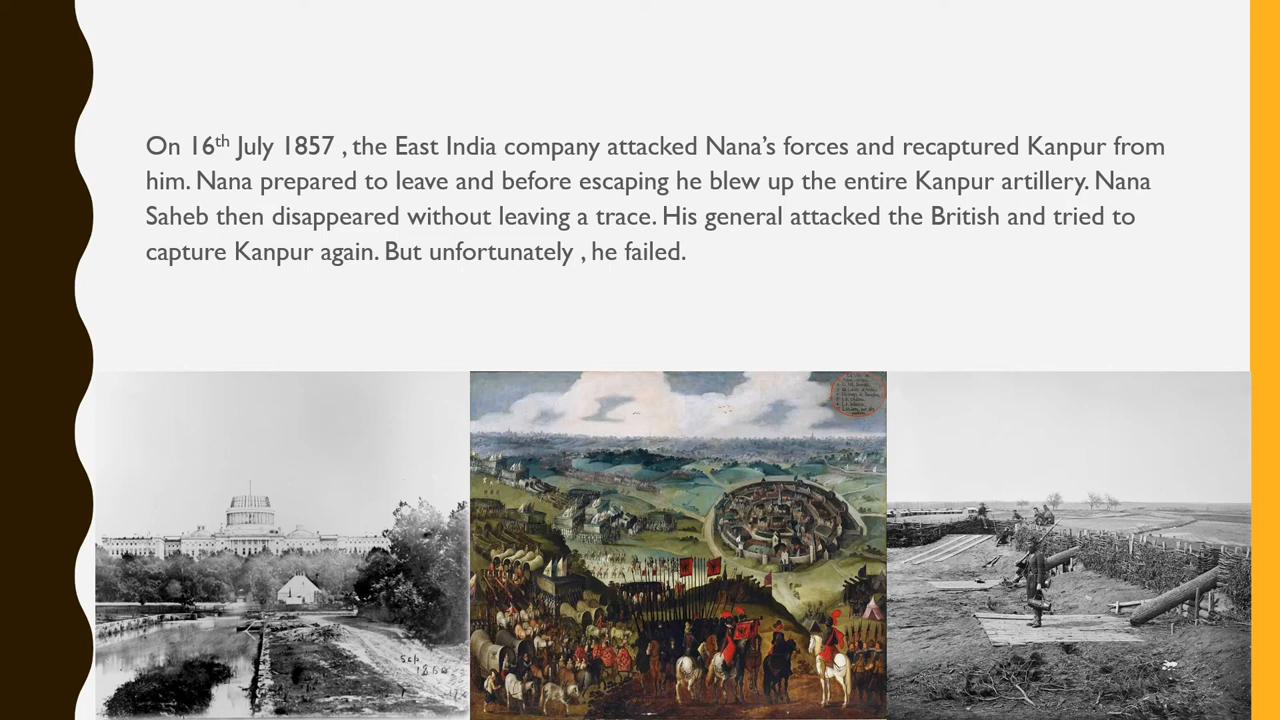 On 16th July 1857 , the East India company attacked Nana's forces and recaptured Kanpur from
him. Nana prepared to leave and before escaping he blew up the entire Kanpur artillery. Nana
Saheb then disappeared without leaving a trace. His general attacked the British and tried to
capture Kanpur again. But unfortunately , he failed.
Sep
1860